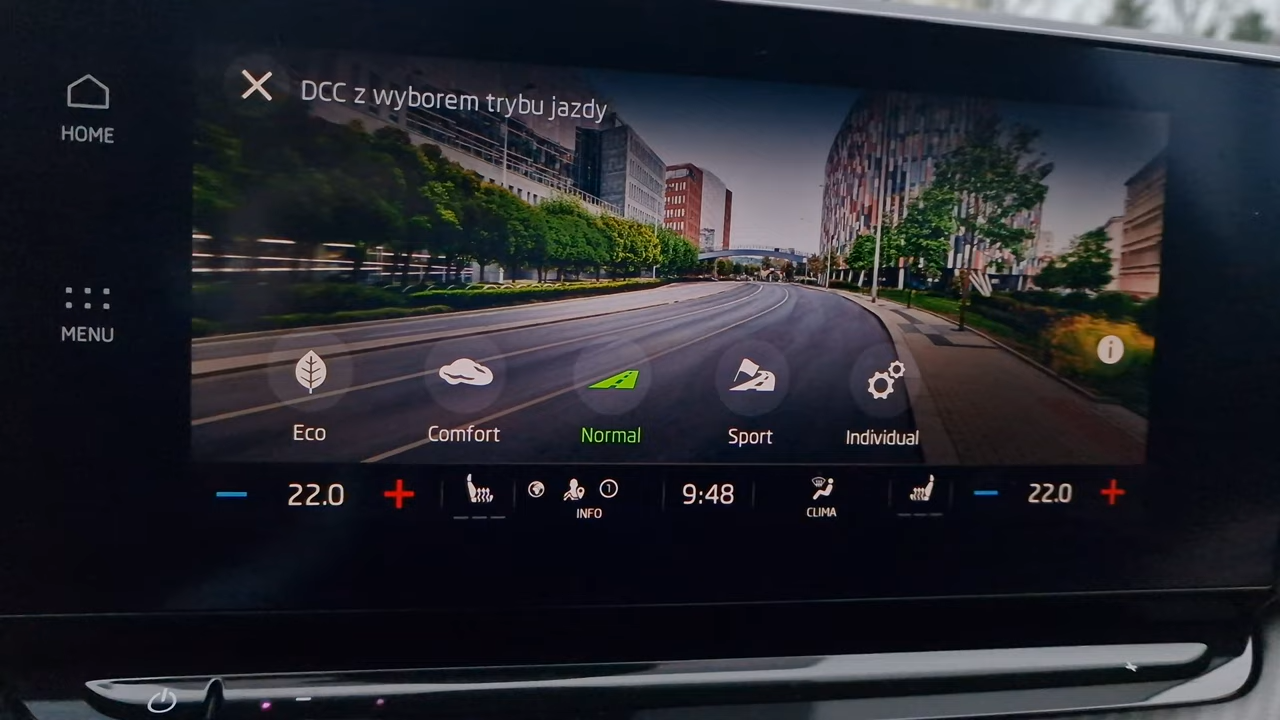 DCC z wyborem trybu jazdy
HOME
MENU
i
Eco
Comfort
Normal
Sport
Individual
22.0
1
INFO
9:48
CLIMA
22.0